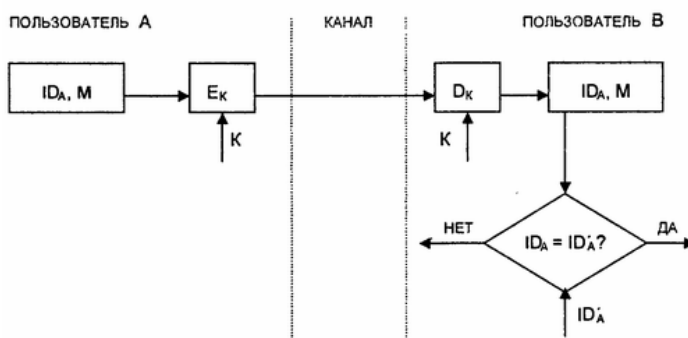 ПОЛЬЗОВАТЕЛЬ А
КАНАЛ
ПОЛЬЗОВАТЕЛЬ В
IDA, M
EK
DK
IDA, M
K
K
НЕТ
IDA = ID'A?
ДА
ID'A